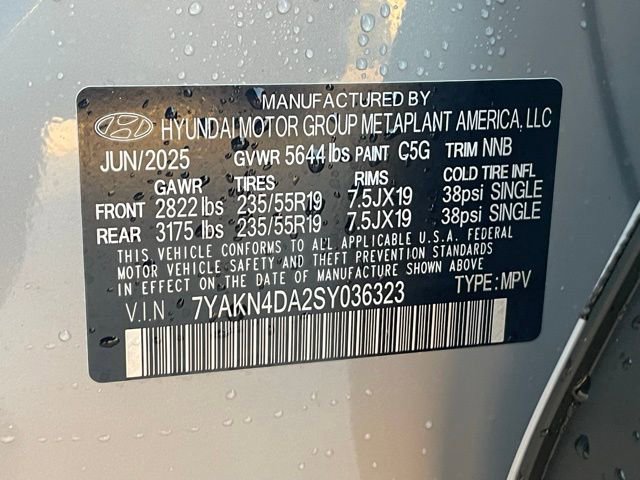 MANUFACTURED BY
HYUNDAI MOTOR GROUP METAPLANT AMERICA, LLC
JUN/2025 GVWR 5644 lbs PAINT C5G TRIM NNB
GAWR TIRES RIMS COLD TIRE INFL
FRONT 2822 lbs 235/55R19 7.5JX19 38psi SINGLE
REAR 3175 lbs 235/55R19 7.5JX19 38psi SINGLE
THIS VEHICLE CONFORMS TO ALL APPLICABLE U.S.A. FEDERAL
MOTOR VEHICLE SAFETY AND THEFT PREVENTION STANDARDS
IN EFFECT ON THE DATE OF MANUFACTURE SHOWN ABOVE.
V.I.N 7YAKN4DA2SY036323 TYPE: MPV